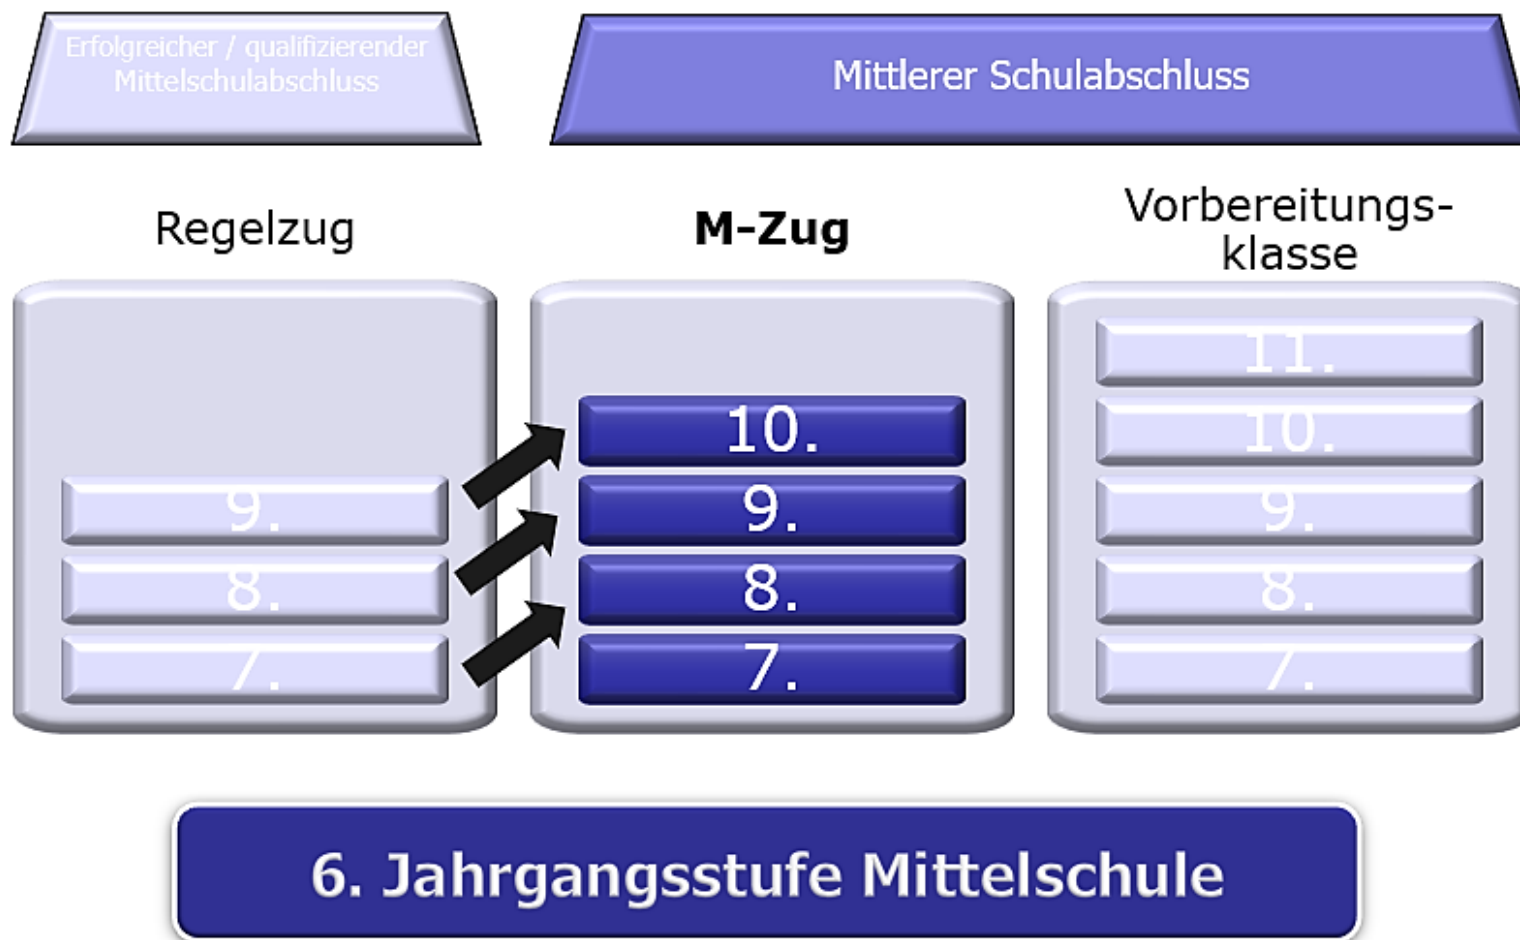 Erfolgreicher / qualifizierender
Mittelschulabschluss
Mittlerer Schulabschluss
Regelzug
M-Zug
Vorbereitungs-
klasse
9.
8.
7.
10.
9.
8.
7.
11.
10.
9.
8.
7.
6. Jahrgangsstufe Mittelschule